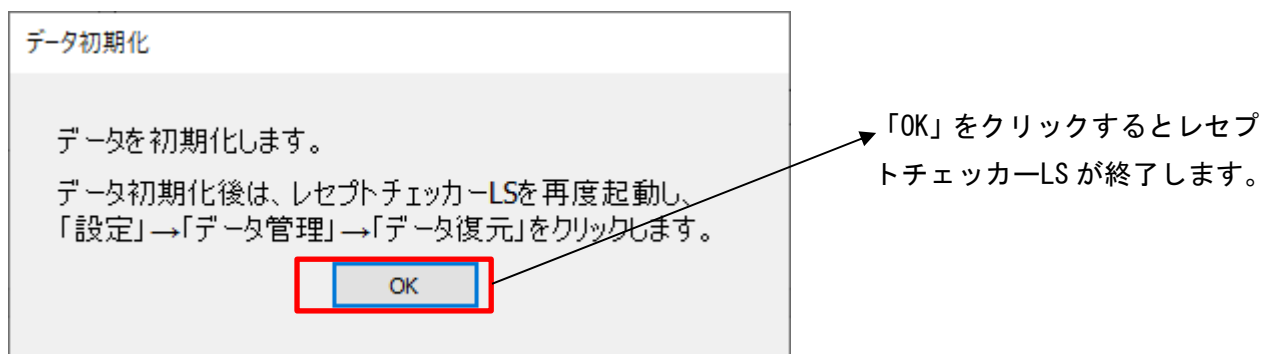 データ初期化
データを初期化します。
データ初期化後は、レセプトチェッカーLSを再度起動し、
「設定」→「データ管理」→「データ復元」をクリックします。
OK
「OK」をクリックするとレセプ
トチェッカーLS が終了します。